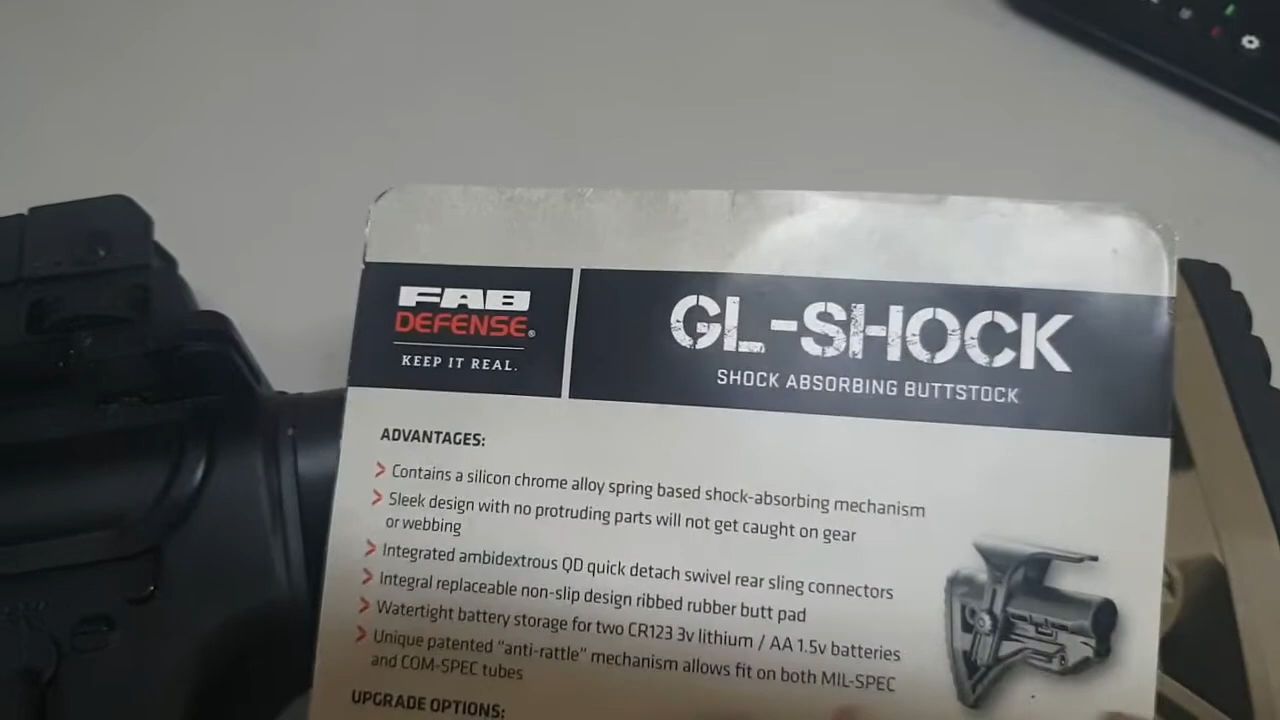 FAB
DEFENSE®
KEEP IT REAL.
GL-SHOCK
SHOCK ABSORBING BUTTSTOCK
ADVANTAGES:
> Contains a silicon chrome alloy spring based shock-absorbing mechanism
> Sleek design with no protruding parts will not get caught on gear
or webbing
> Integrated ambidextrous QD quick detach swivel rear sling connectors
> Integral replaceable non-slip design ribbed rubber butt pad
> Watertight battery storage for two CR123 3v lithium / AA 1.5v batteries
> Unique patented "anti-rattle" mechanism allows fit on both MIL-SPEC
and COM-SPEC tubes
UPGRADE OPTIONS: